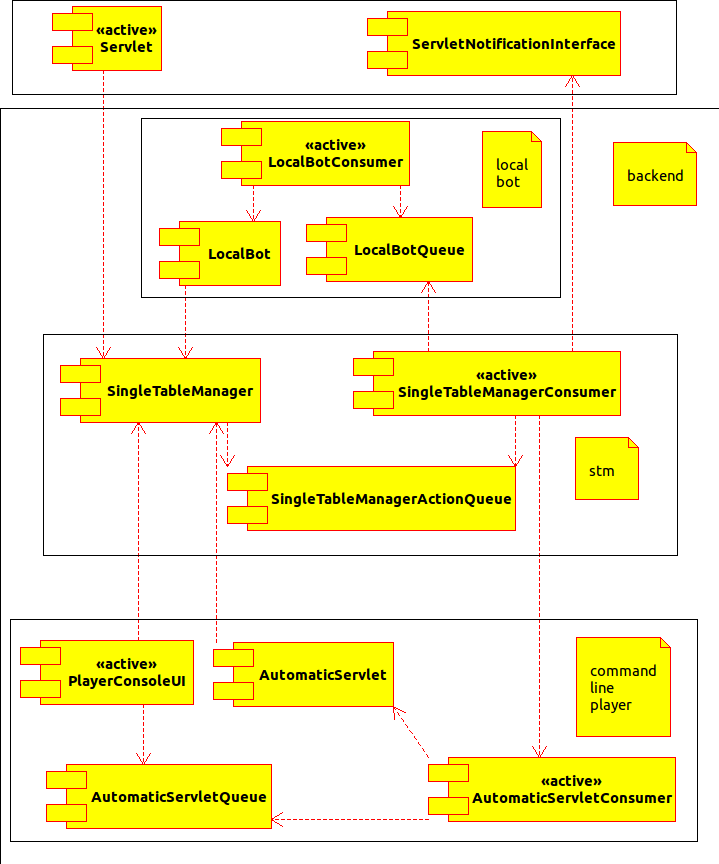 «active»
Servlet
ServletNotificationInterface
«active»
LocalBotConsumer
local
bot
backend
LocalBot
LocalBotQueue
SingleTableManager
«active»
SingleTableManagerConsumer
stm
SingleTableManagerActionQueue
«active»
PlayerConsoleUI
AutomaticServlet
command
line
player
AutomaticServletQueue
«active»
AutomaticServletConsumer